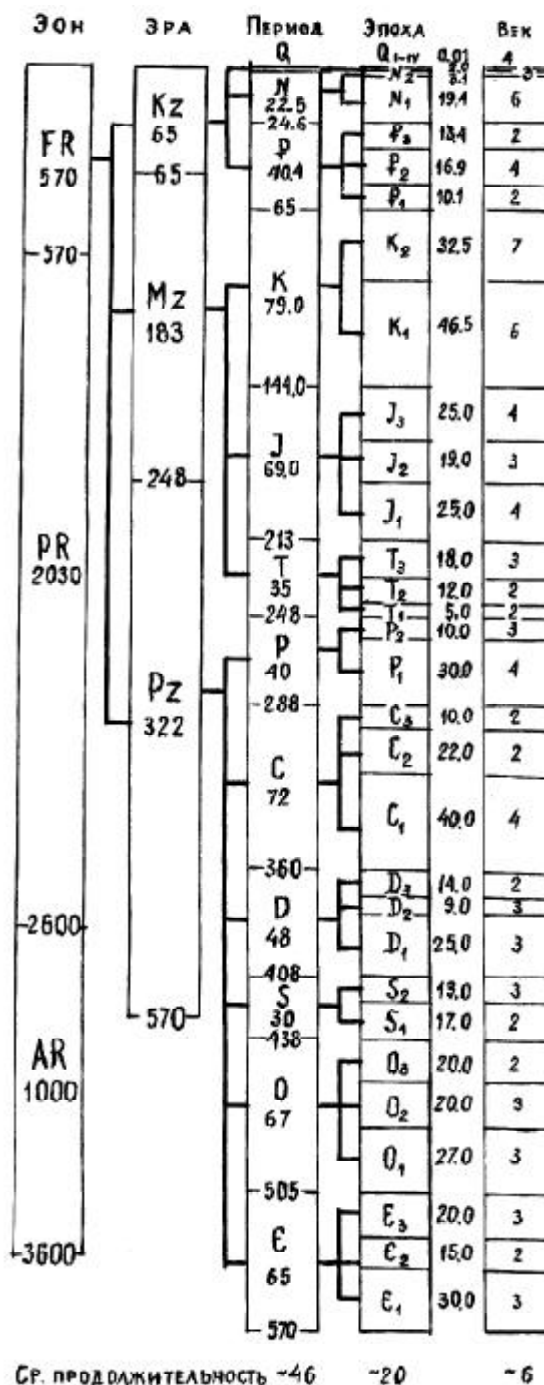 ЭОН ЭРА ПЕРИОД ЭПОХА ВЕК
Q Q I-IV 0,01 4
N N2 3.1 3
22.5 N1 19,4 6
24.6
Kz
65
FR
570
65
P P3 13,4 2
40.4 P2 16,9 4
P1 10.1 2
65
570
K K2 32.5 7
79.0 K1 46.5 6
Mz
183
144,0
J J3 25.0 4
69,0 J2 19,0 3
J1 25,0 4
248
213
PR
2030
T T3 18,0 3
35 T2 12,0 2
T1 5.0 2
248
P P2 10,0 3
40 P1 30,0 4
288
Pz
322
C C3 10,0 2
72 C2 22,0 2
C1 40,0 4
360
D D3 14,0 2
48 D2 9,0 3
D1 25,0 3
2600
408
S S2 13,0 3
30 S1 17,0 2
570
438
AR
1000
O O3 20,0 2
67 O2 20,0 3
O1 27,0 3
505
Є Є3 20,0 3
65 Є2 15,0 2
Є1 30,0 3
3600
570
СР. ПРОДОЛЖИТЕЛЬНОСТЬ ~46 ~20 ~6